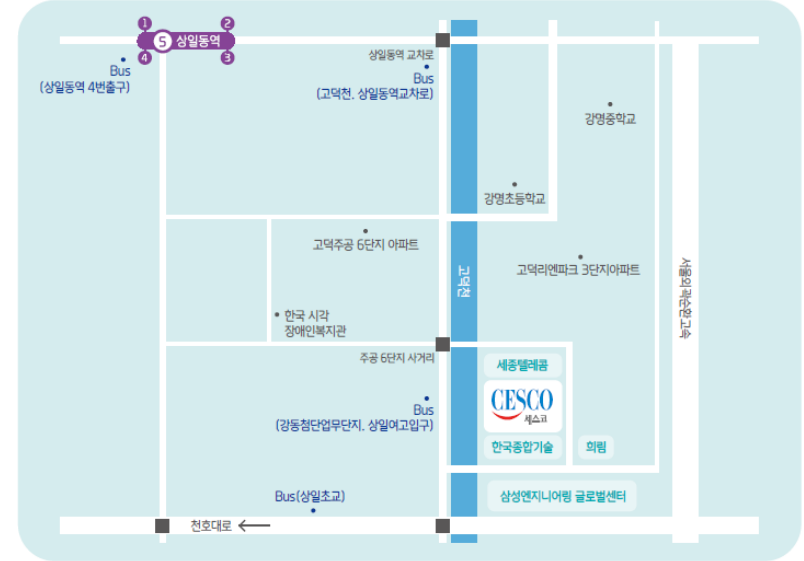 1
2
5 상일동역
4
3
Bus
(상일동역 4번출구)
상일동역 교차로
Bus
(고덕천, 상일동역교차로)
강명중학교
강명초등학교
고덕주공 6단지 아파트
고덕리엔파크 3단지아파트
고덕천
서울외곽순환고속
한국 시각
장애인복지관
주공 6단지 사거리
세종텔레콤
CESCO
세스코
Bus
(강동첨단업무단지, 상일여고입구)
한국종합기술
희림
Bus(상일초교)
삼성엔지니어링 글로벌센터
천호대로